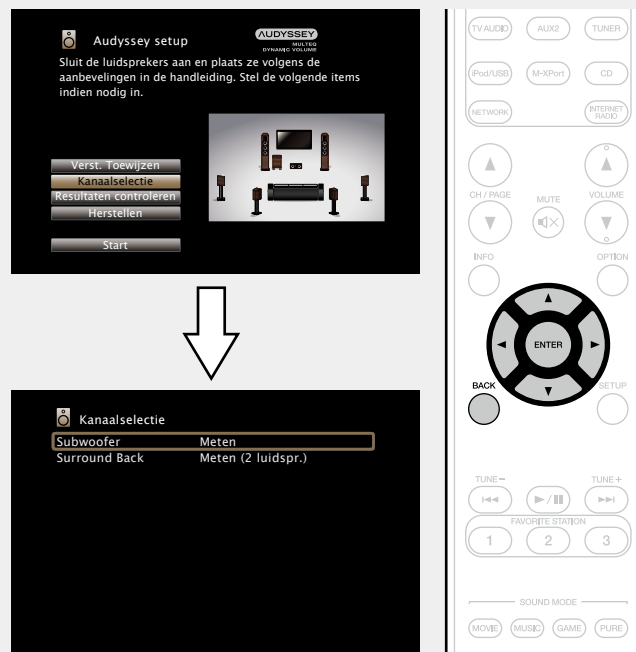 Audyssey setup
AUDYSSEY
MULTEQ
DYNAMIC VOLUME
Sluit de luidsprekers aan en plaats ze volgens de
aanbevelingen in de handleiding. Stel de volgende items
indien nodig in.
Verst. Toewijzen
Kanaalselectie
Resultaten controleren
Herstellen
Start
Kanaalselectie
Subwoofer Meten
Surround Back Meten (2 luidspr.)
TV AUDIO AUX2 TUNER
iPod/USB M-XPort CD
NETWORK INTERNET
RADIO
CH / PAGE MUTE VOLUME
INFO OPTION
ENTER
BACK SETUP
TUNE – TUNE +
FAVORITE STATION
1 2 3
SOUND MODE
MOVIE MUSIC GAME PURE